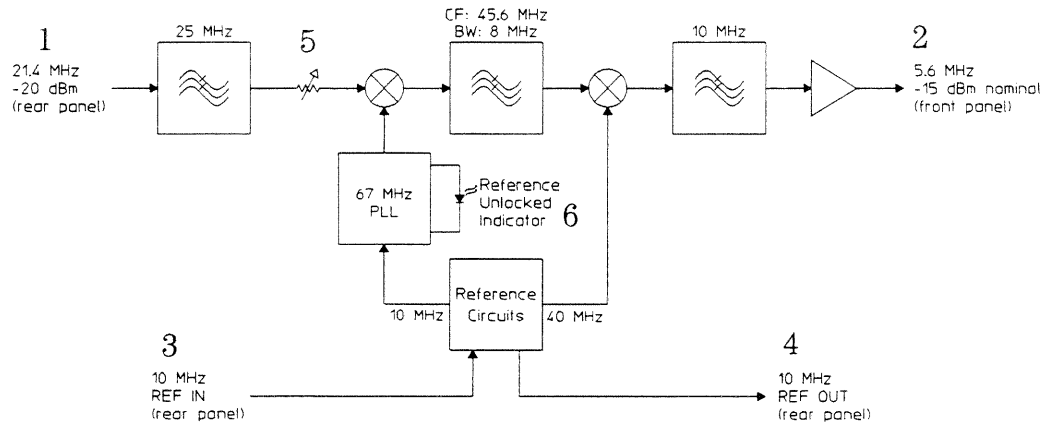 1
21.4 MHz
-20 dBm
(rear panel)
25 MHz
5
CF: 45.6 MHz
BW: 8 MHz
10 MHz
2
5.6 MHz
-15 dBm nominal
(front panel)
67 MHz
PLL
Reference
Unlocked
Indicator
6
Reference
Circuits
10 MHz
40 MHz
3
10 MHz
REF IN
(rear panel)
4
10 MHz
REF OUT
(rear panel)